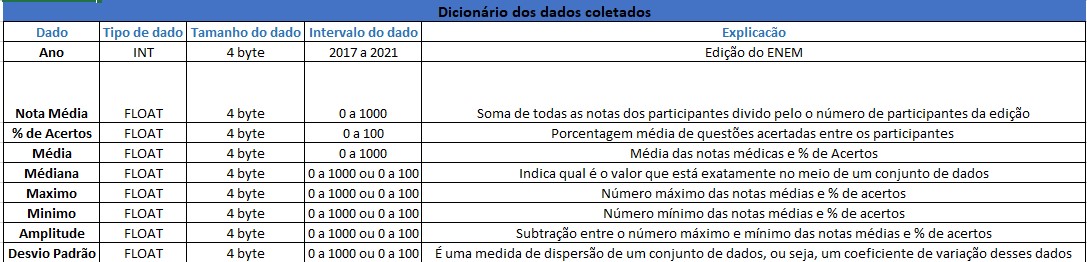 Dicionário dos dados coletados
Dado Tipo de dado Tamanho do dado Intervalo do dado Explicacão
Ano INT 4 byte 2017 a 2021 Edição do ENEM
Nota Média FLOAT 4 byte 0 a 1000 Soma de todas as notas dos participantes divido pelo o número de participantes da edição
% de Acertos FLOAT 4 byte 0 a 100 Porcentagem média de questões acertadas entre os participantes
Média FLOAT 4 byte 0 a 1000 Média das notas médicas e % de Acertos
Médiana FLOAT 4 byte 0 a 1000 ou 0 a 100 Indica qual é o valor que está exatamente no meio de um conjunto de dados
Maximo FLOAT 4 byte 0 a 1000 ou 0 a 100 Número máximo das notas médias e % de acertos
Minimo FLOAT 4 byte 0 a 1000 ou 0 a 100 Número mínimo das notas médias e % de acertos
Amplitude FLOAT 4 byte 0 a 1000 ou 0 a 100 Subtração entre o número máximo e mínimo das notas médias e % de acertos
Desvio Padrão FLOAT 4 byte 0 a 1000 ou 0 a 100 É uma medida de dispersão de um conjunto de dados, ou seja, um coeficiente de variação desses dados